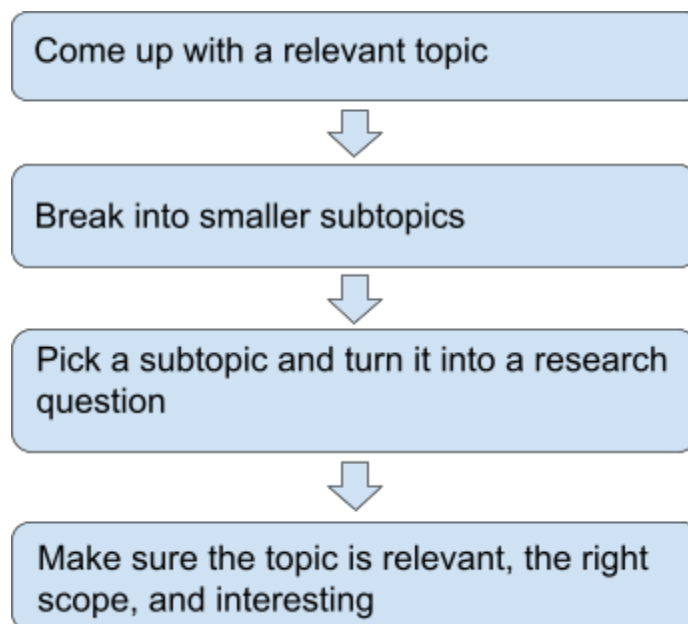 Come up with a relevant topic
Break into smaller subtopics
Pick a subtopic and turn it into a research
question
Make sure the topic is relevant, the right
scope, and interesting